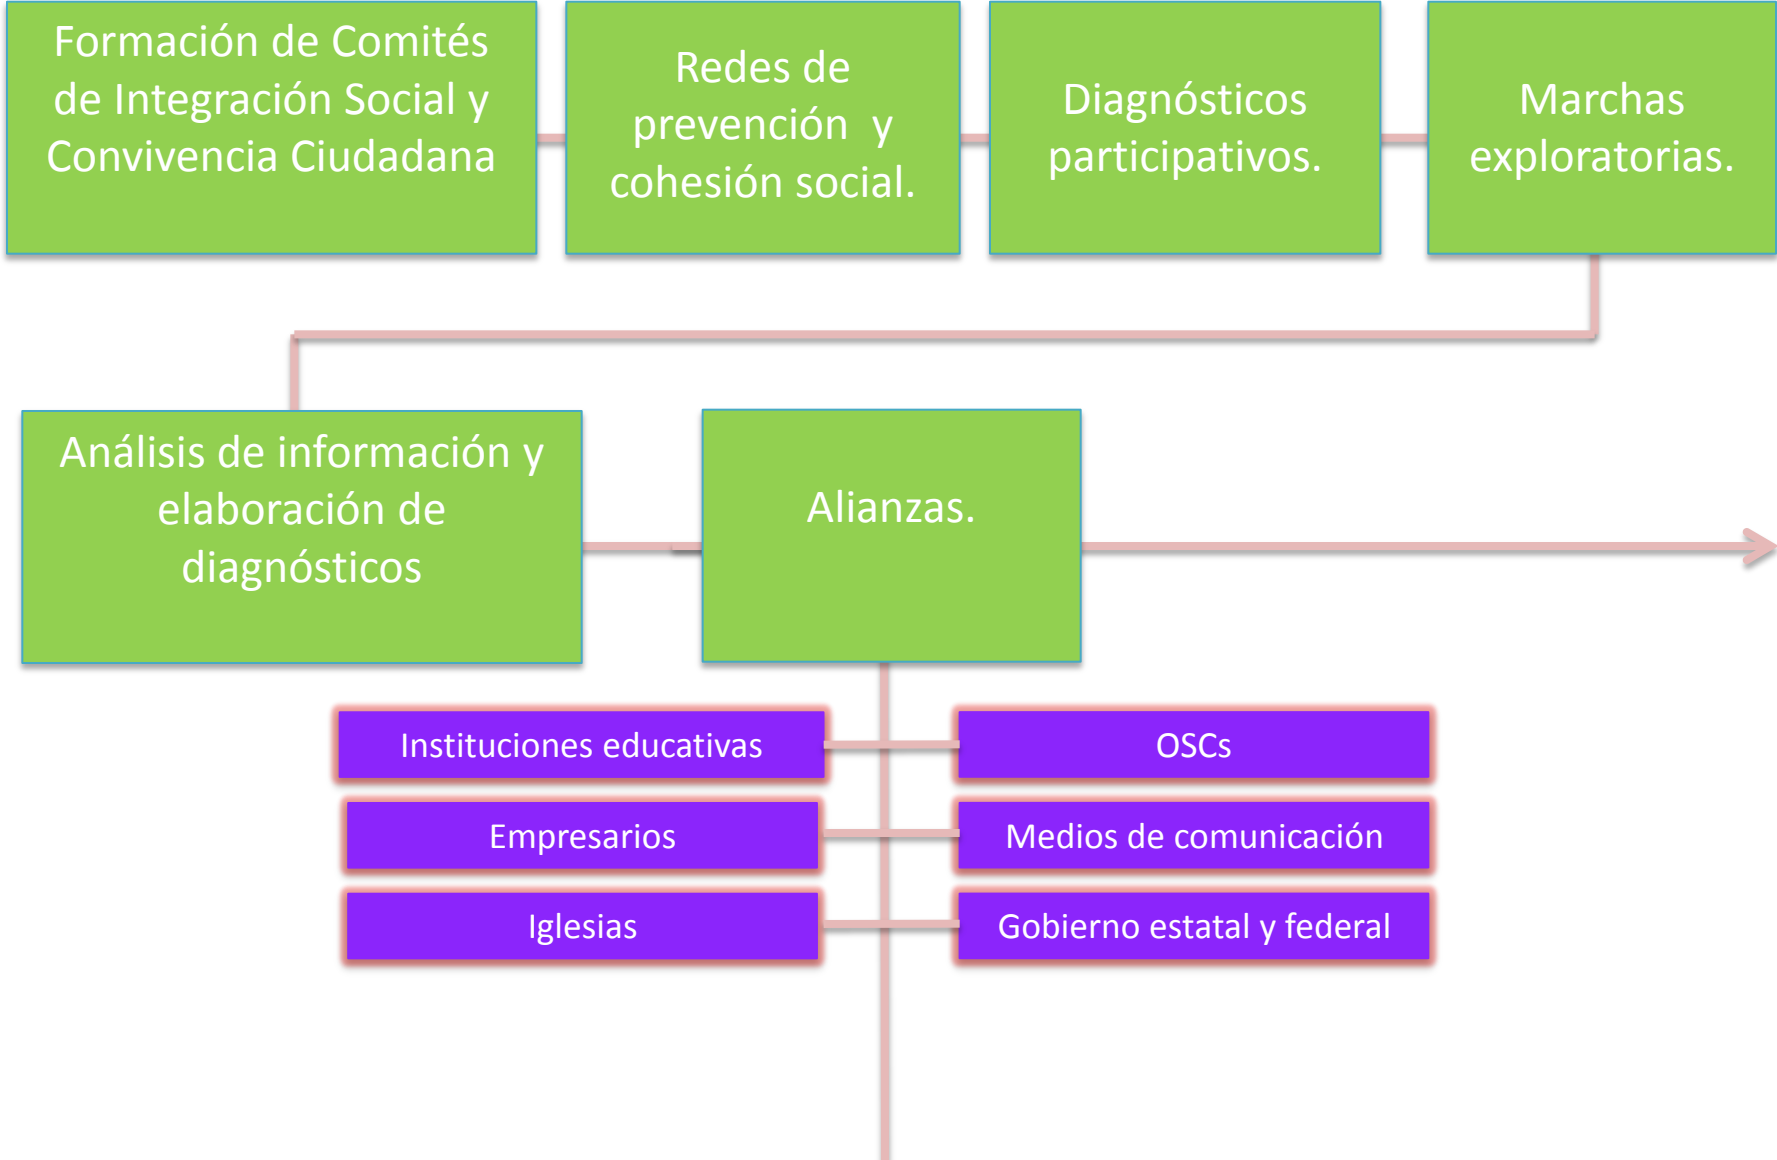 Formación de Comités
de Integración Social y
Convivencia Ciudadana
Redes de
prevención y
cohesión social.
Diagnósticos
participativos.
Marchas
exploratorias.
Análisis de información y
elaboración de
diagnósticos
Alianzas.
Instituciones educativas
OSCs
Empresarios
Medios de comunicación
Iglesias
Gobierno estatal y federal